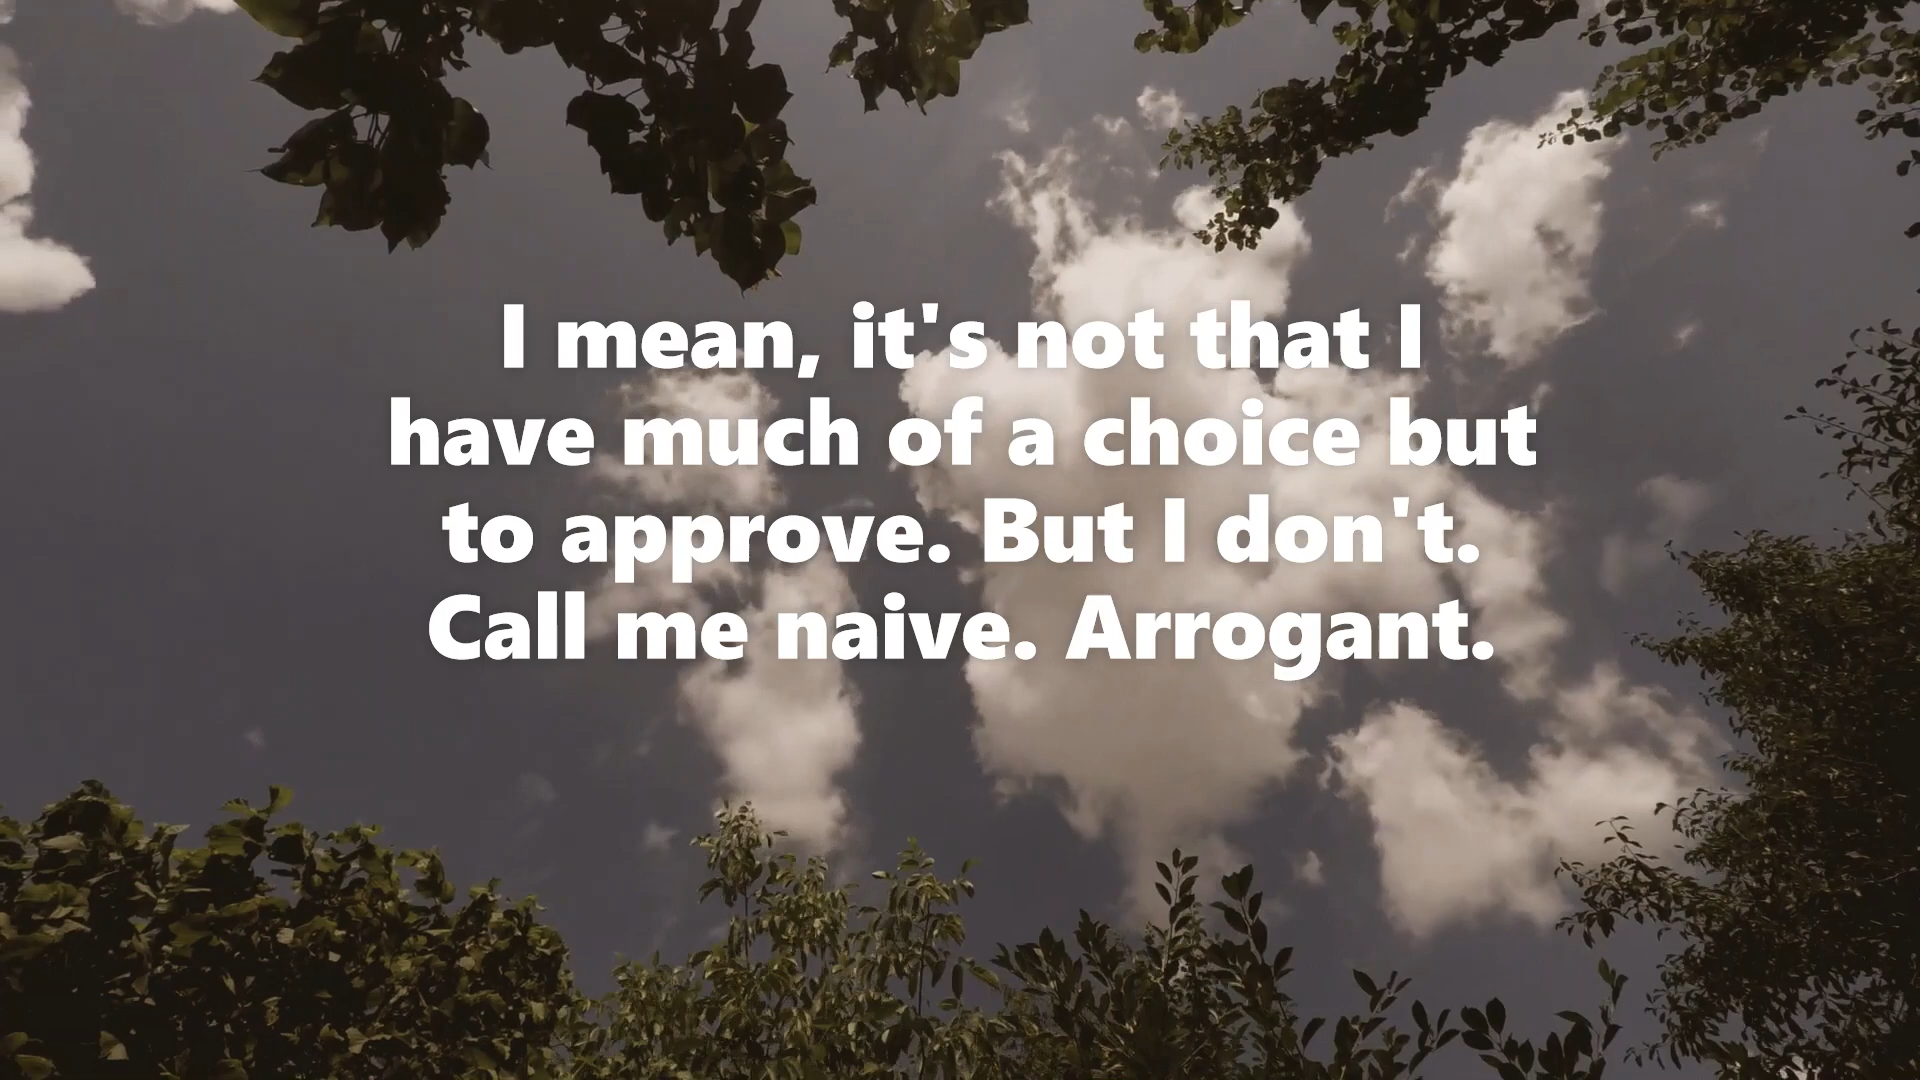 I mean, it's not that I
have much of a choice but
to approve. But I don't.
Call me naive. Arrogant.